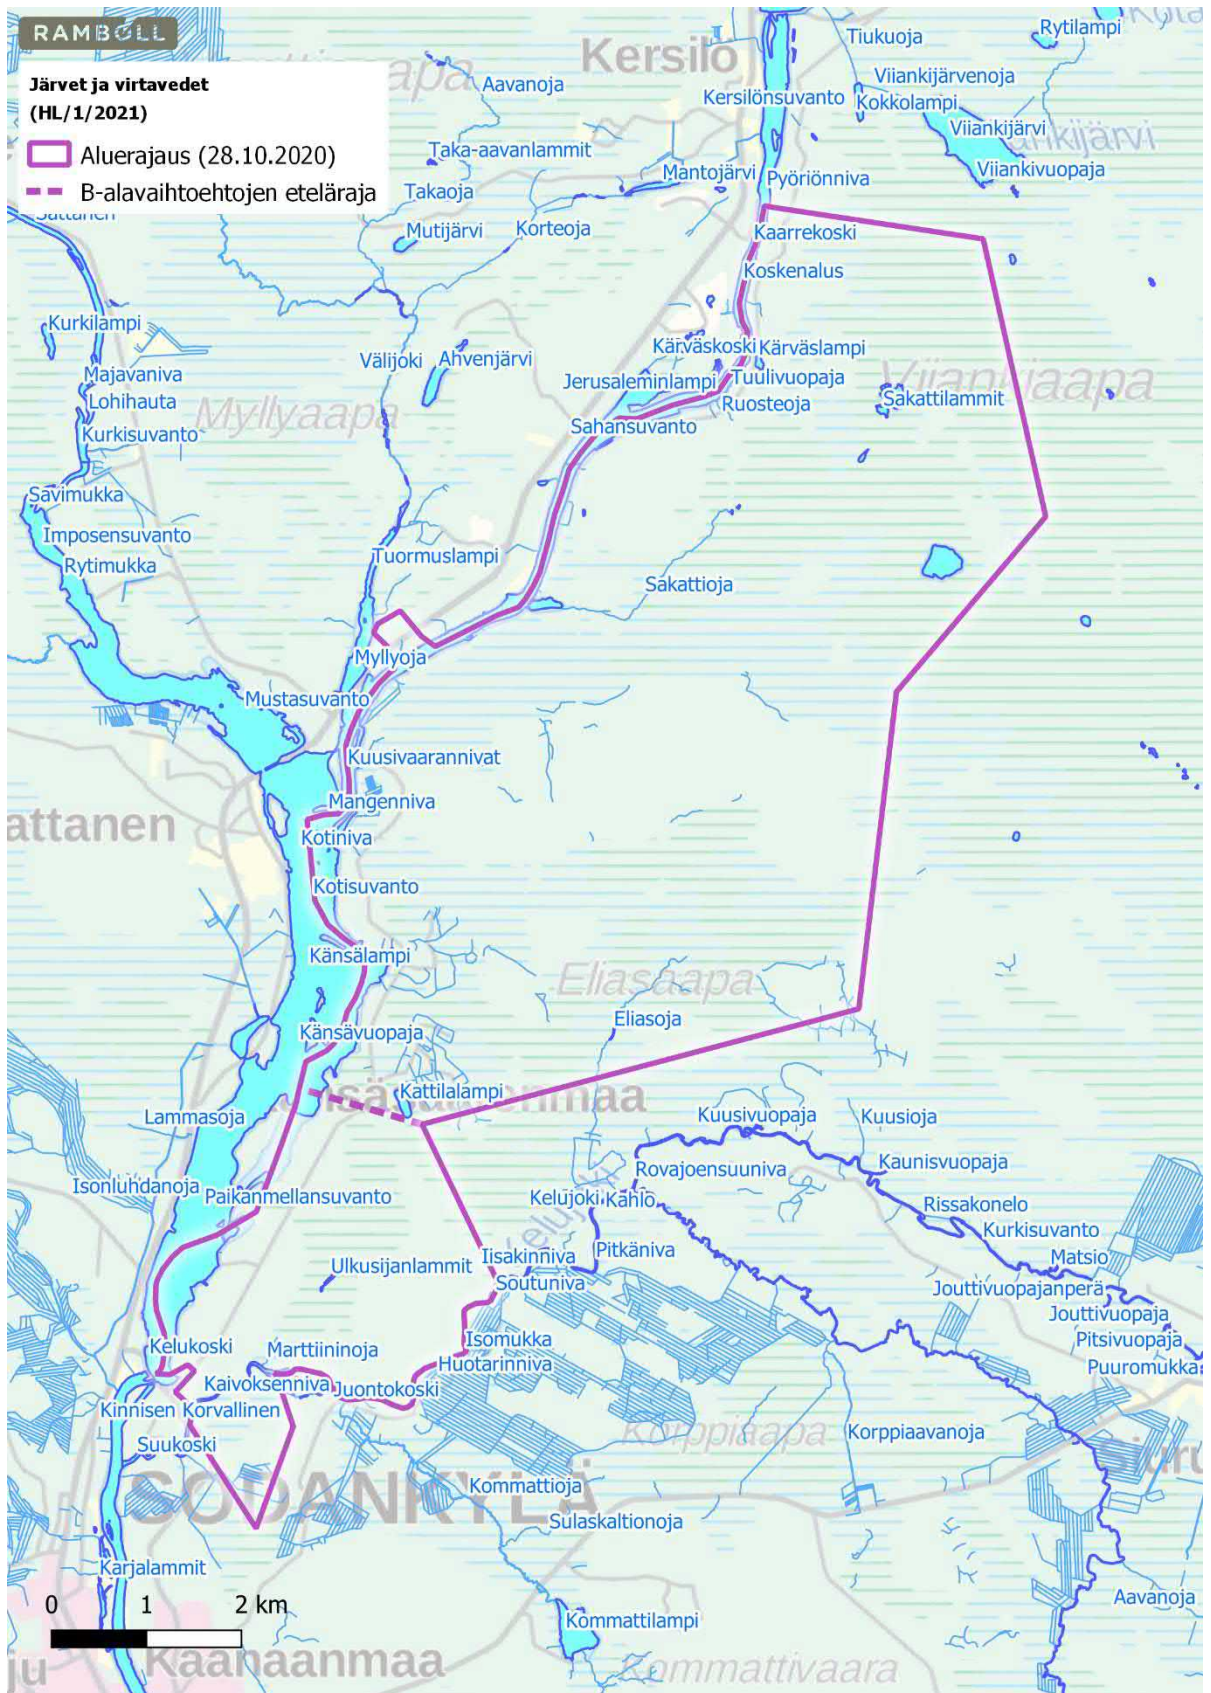 RAMBOLL
Järvet ja virtavedet
(HL/1/2021)
Aluerajaus (28.10.2020)
B-alavaihtoehtojen eteläraja
Kersilö
Tiukuoja
Rytilampi
Aavanoja
Viiankijärvenoja
Kersilönsuvanto
Kokkolampi
Viiankijärvi
Taka-aavanlammit
Mantojärvi
Pyöriönniva
Viiankivuopaja
Takaoja
Sattanen
Mutijärvi
Korteoja
Kaarrekoski
Koskenalus
Kurkilampi
Välijoki
Ahvenjärvi
Kärväskoski
Kärväslampi
Majavaniva
Jerusaleminlampi
Tuulivuopaja
Viiankiaapa
Lohihauta
Myllyaapa
Ruosteoja
Sakattilammit
Kurkisuvanto
Sahansuvanto
Savimukka
Imposensuvanto
Rytimukka
Tuormuslampi
Sakattioja
Myllyoja
Mustasuvanto
Kuusivaarannivat
Mangenniva
attanen
Kotiniva
Kotisuvanto
Känsälampi
Eliasaapa
Eliasoja
Känsävuopaja
Kattilalampi
Lammasoja
Kuusivuopaja
Kuusioja
Kaunisvuopaja
Rovajoensuuniva
Isonluhdanoja
Paikanmellansuvanto
Kelujoki
Kahlo
Rissakonelo
Kurkisuvanto
Iisakinniva
Pitkäniva
Matsio
Ulkusijanlammit
Soutuniva
Jouttivuopajanperä
Jouttivuopaja
Kelukoski
Marttiininoja
Isomukka
Pitsivuopaja
Huotarinniva
Puuromukka
Kaivoksenniva
Juontokoski
Kinnisen Korvallinen
Korppiaapa
Korppiaavanoja
Suukoski
SODANKYLÄ
Kommattioja
Sulaskaltionoja
Karjalammit
Aavanoja
0 1 2 km
Kommattilampi
Kaanaanmaa
Kommattivaara